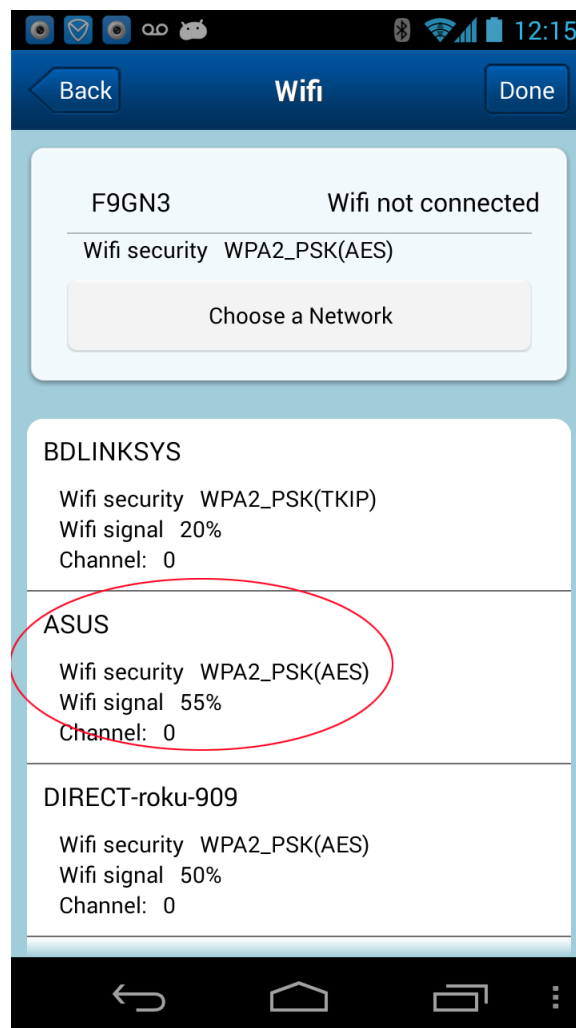 12:15
Back Wifi Done
F9GN3 Wifi not connected
Wifi security WPA2_PSK(AES)
Choose a Network
BDLINKSYS
Wifi security WPA2_PSK(TKIP)
Wifi signal 20%
Channel: 0
ASUS
Wifi security WPA2_PSK(AES)
Wifi signal 55%
Channel: 0
DIRECT-roku-909
Wifi security WPA2_PSK(AES)
Wifi signal 50%
Channel: 0